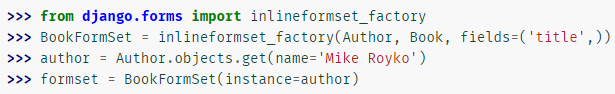 >>> from django.forms import inlineformset_factory
>>> BookFormSet = inlineformset_factory(Author, Book, fields=('title',))
>>> author = Author.objects.get(name='Mike Royko')
>>> formset = BookFormSet(instance=author)